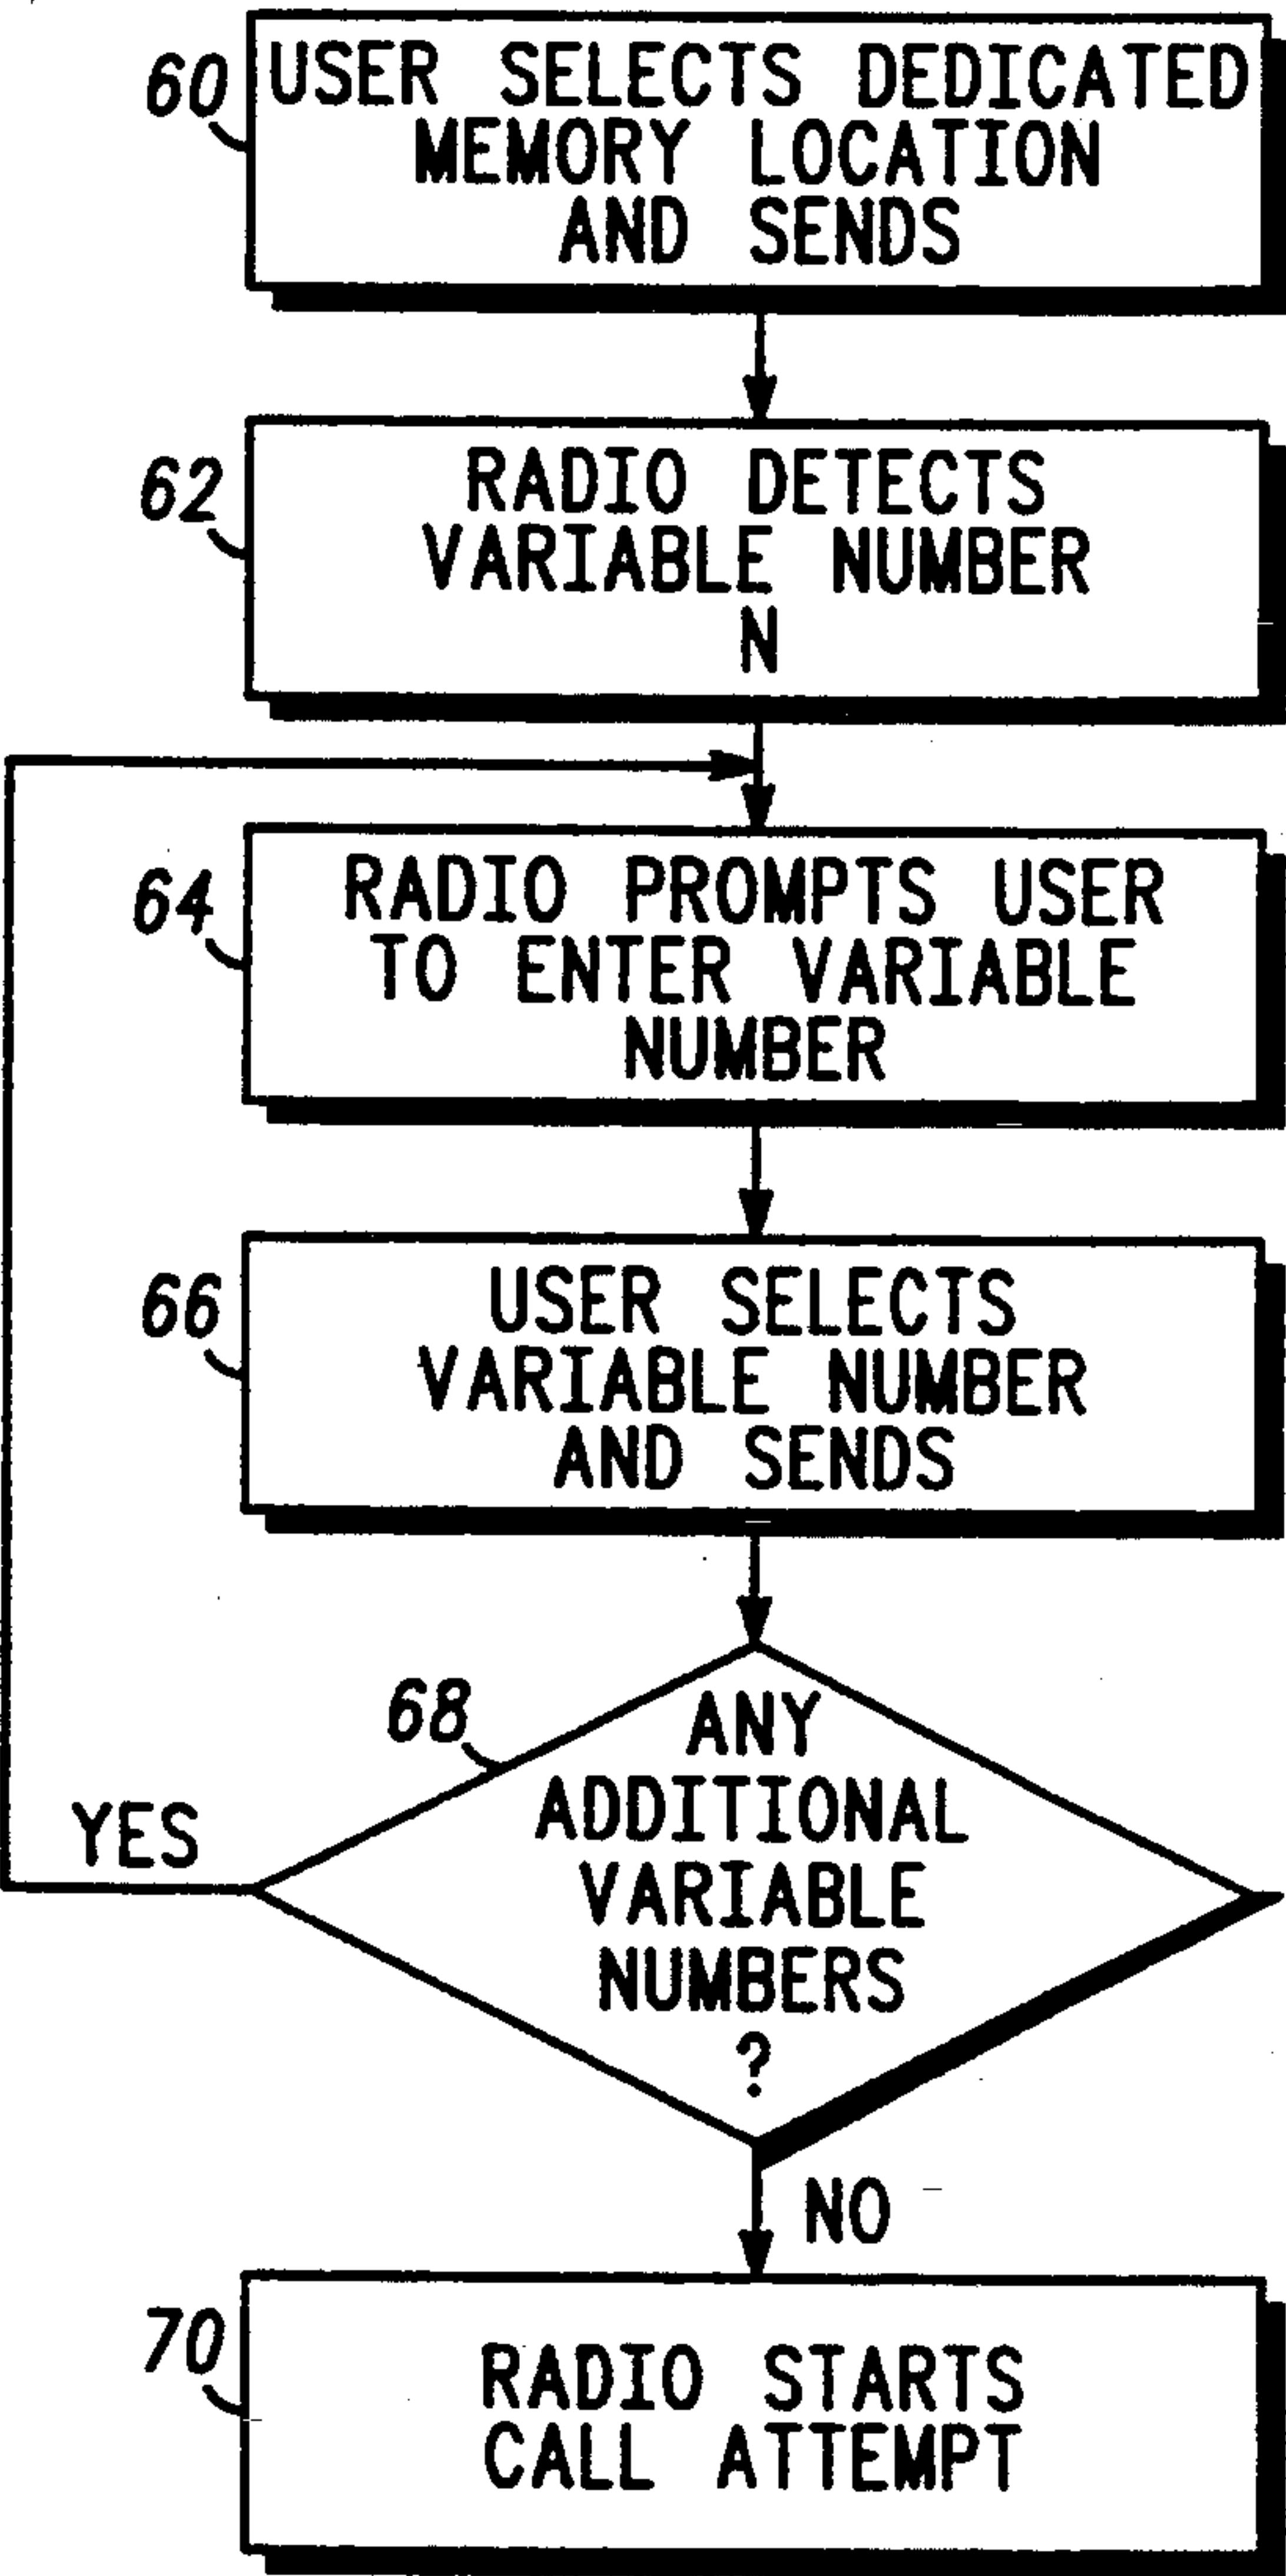 60
USER SELECTS DEDICATED
MEMORY LOCATION
AND SENDS
62
RADIO DETECTS
VARIABLE NUMBER
N
64
RADIO PROMPTS USER
TO ENTER VARIABLE
NUMBER
66
USER SELECTS
VARIABLE NUMBER
AND SENDS
68
ANY
ADDITIONAL
VARIABLE
NUMBERS
?
YES
NO
70
RADIO STARTS
CALL ATTEMPT